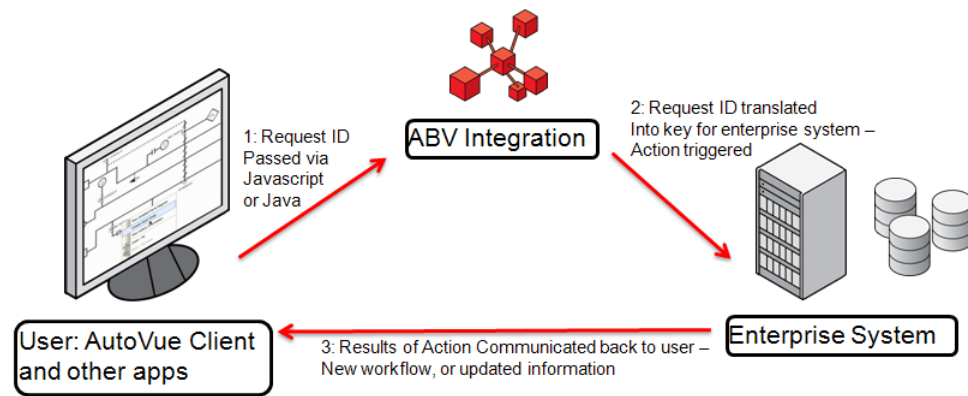 1: Request ID
Passed via
Javascript
or Java
ABV Integration
2: Request ID translated
Into key for enterprise system –
Action triggered
User: AutoVue Client
and other apps
3: Results of Action Communicated back to user –
New workflow, or updated information
Enterprise System